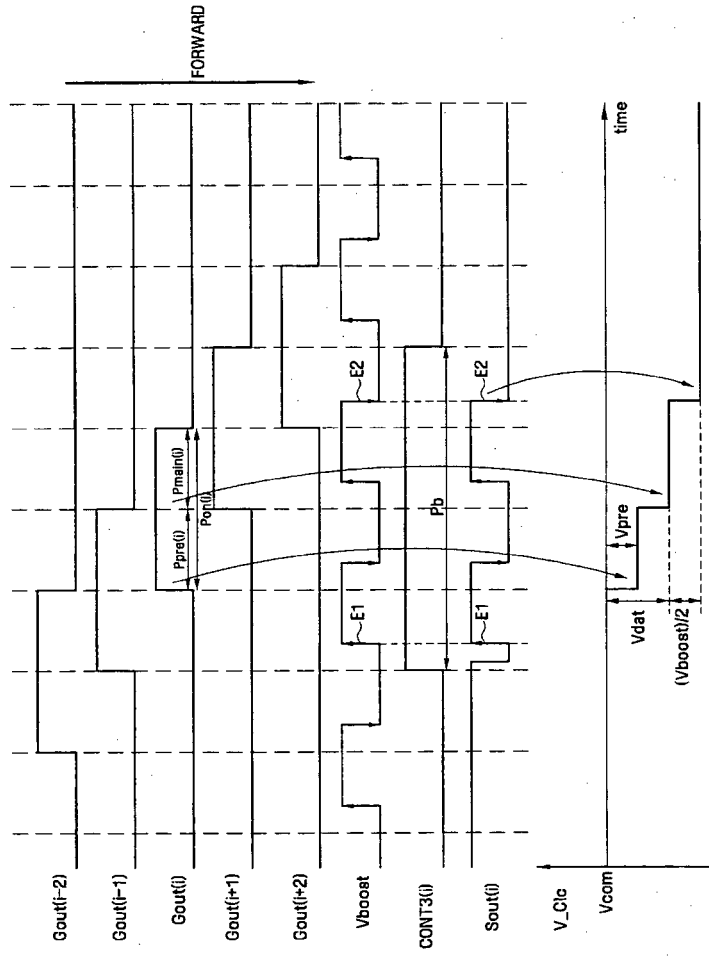 FORWARD
Gout(i-2)
Gout(i-1)
Gout(i)
Ppre(i)
Pmain(i)
Pon(i)
Gout(i+1)
Gout(i+2)
Vboost
E1
E2
CONT3(i)
Pb
Sout(i)
E1
E2
V_Clc
Vcom
time
Vpre
Vdat
(Vboost)/2